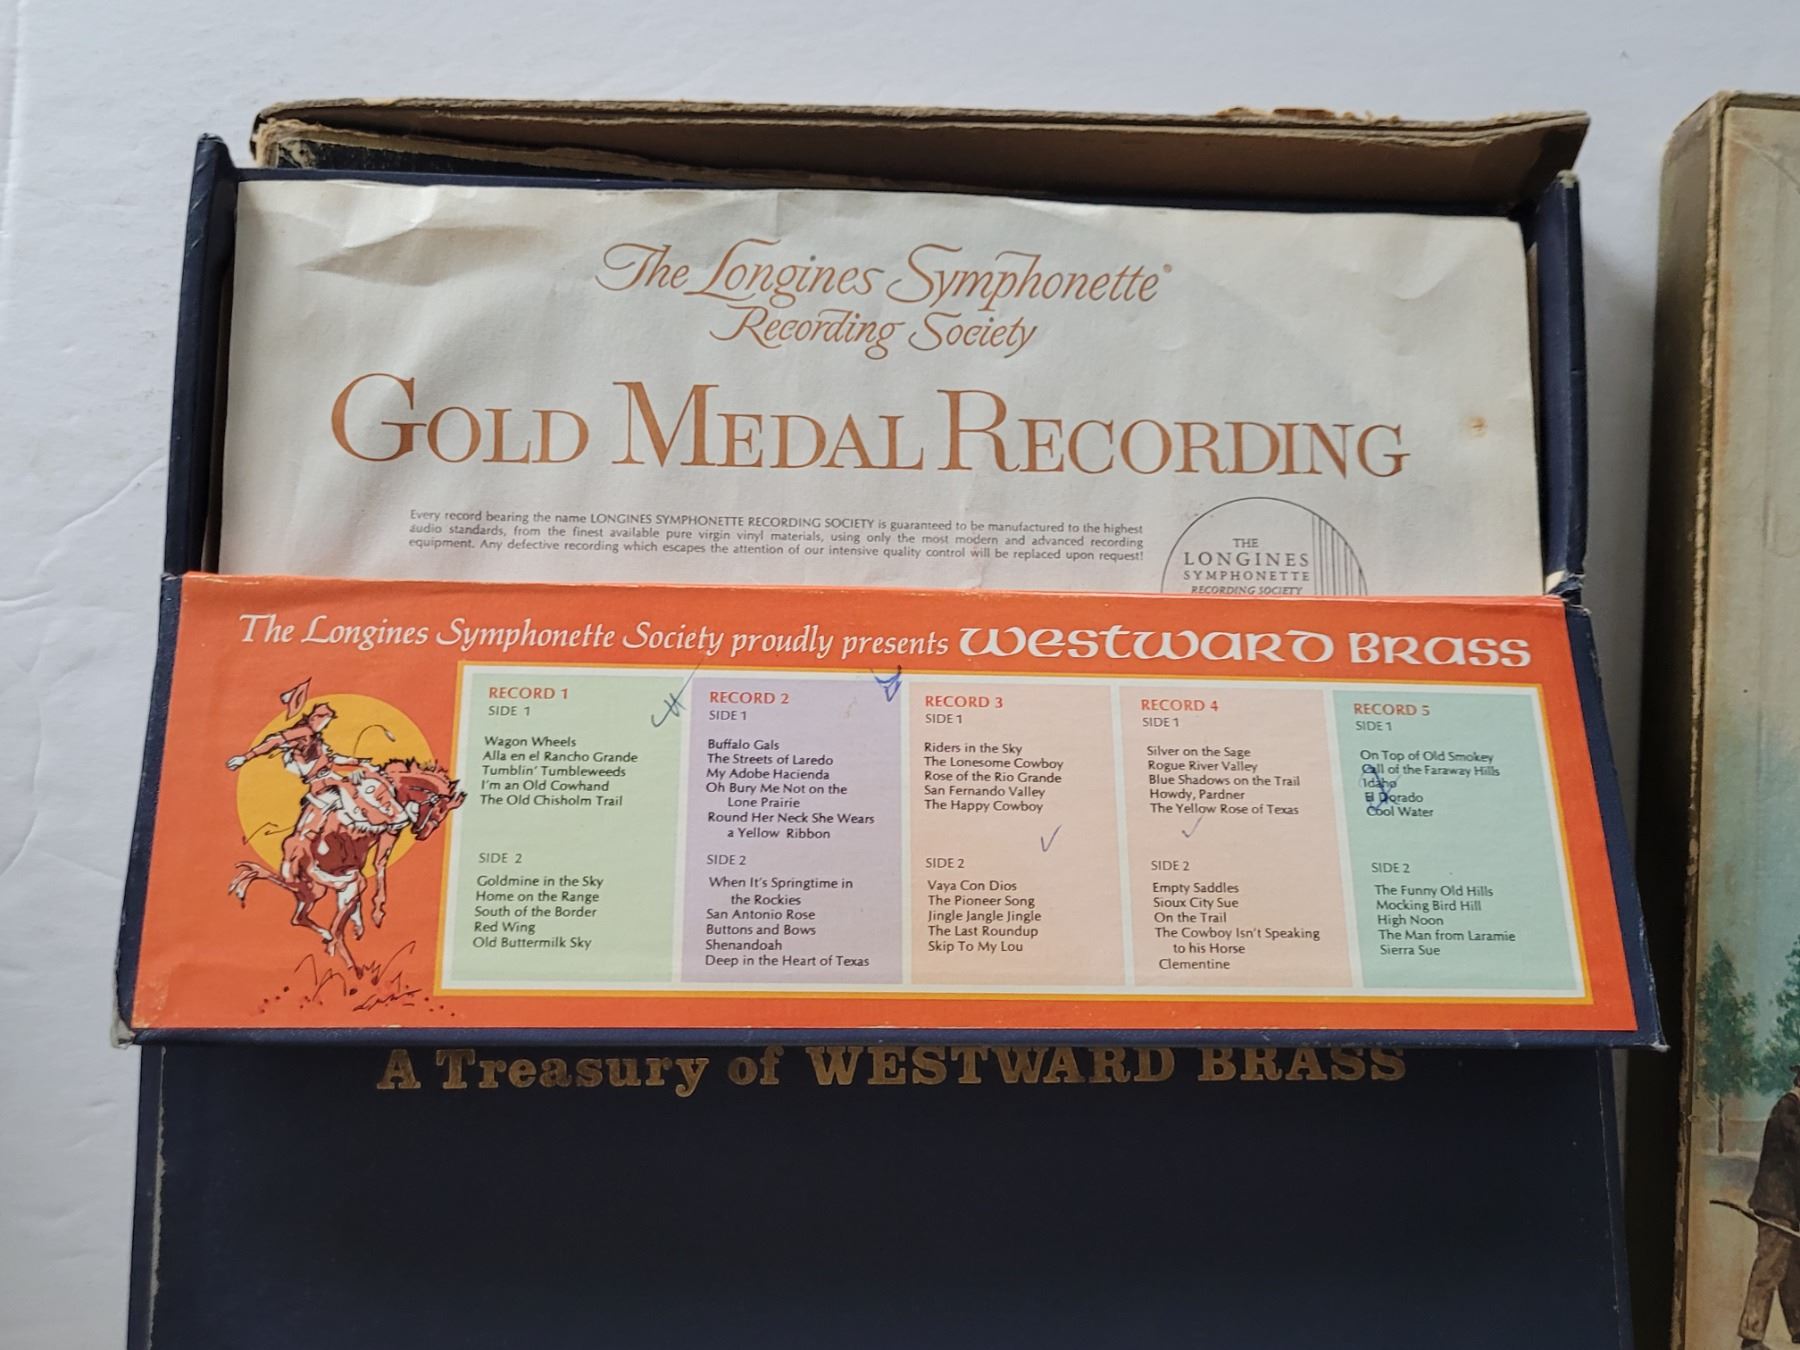 The Longines Symphonette®
Recording Society
GOLD MEDAL RECORDING
Every record bearing the name LONGINES SYMPHONETTE RECORDING SOCIETY is guaranteed to be manufactured to the highest
audio standards, from the finest available pure virgin vinyl materials, using only the most modern and advanced recording
equipment. Any defective recording which escapes the attention of our intensive quality control will be replaced upon request!
THE
LONGINES
SYMPHONETTE
RECORDING SOCIETY
The Longines Symphonette Society proudly presents WESTWARD BRASS
RECORD 1
SIDE 1
Wagon Wheels
Alla en el Rancho Grande
Tumblin' Tumbleweeds
I'm an Old Cowhand
The Old Chisholm Trail
SIDE 2
Goldmine in the Sky
Home on the Range
South of the Border
Red Wing
Old Buttermilk Sky
RECORD 2
SIDE 1
Buffalo Gals
The Streets of Laredo
My Adobe Hacienda
Oh Bury Me Not on the
Lone Prairie
Round Her Neck She Wears
a Yellow Ribbon
SIDE 2
When It's Springtime in
the Rockies
San Antonio Rose
Buttons and Bows
Shenandoah
Deep in the Heart of Texas
RECORD 3
SIDE 1
Riders in the Sky
The Lonesome Cowboy
Rose of the Rio Grande
San Fernando Valley
The Happy Cowboy
SIDE 2
Vaya Con Dios
The Pioneer Song
Jingle Jangle Jingle
The Last Roundup
Skip To My Lou
RECORD 4
SIDE 1
Silver on the Sage
Rogue River Valley
Blue Shadows on the Trail
Howdy, Pardner
The Yellow Rose of Texas
SIDE 2
Empty Saddles
Sioux City Sue
On the Trail
The Cowboy Isn't Speaking
to his Horse
Clementine
RECORD 5
SIDE 1
On Top of Old Smokey
Call of the Faraway Hills
Idaho
El Dorado
Cool Water
SIDE 2
The Funny Old Hills
Mocking Bird Hill
High Noon
The Man from Laramie
Sierra Sue
A Treasury of WESTWARD BRASS